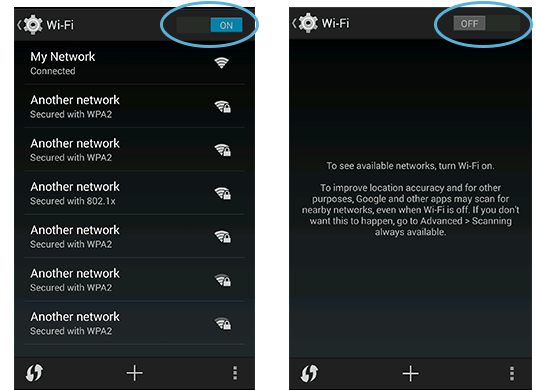 Wi-Fi
ON
My Network
Connected
Another network
Secured with WPA2
Another network
Secured with WPA2
Another network
Secured with 802.1x
Another network
Secured with WPA2
Another network
Secured with WPA2
Another network
Secured with WPA2
Wi-Fi
OFF
To see available networks, turn Wi-Fi on.
To improve location accuracy and for other
purposes, Google and other apps may scan for
nearby networks, even when Wi-Fi is off. If you don't
want this to happen, go to Advanced > Scanning
always available.